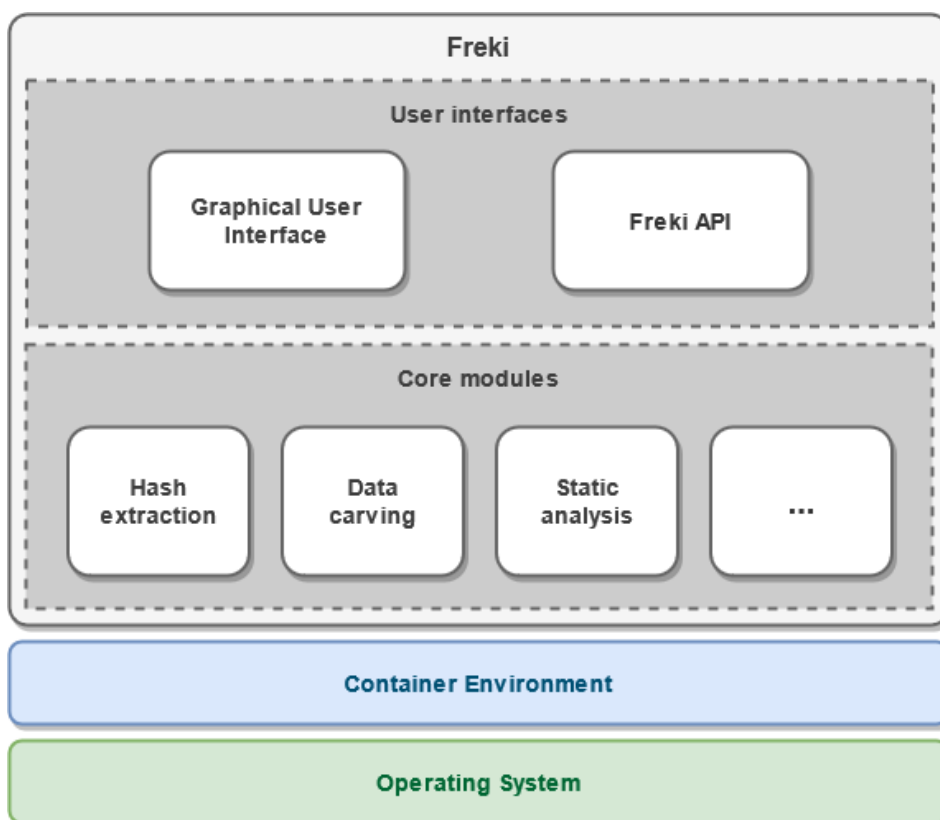 Freki
User interfaces
Graphical User
Interface
Freki API
Core modules
Hash
extraction
Data
carving
Static
analysis
...
Container Environment
Operating System